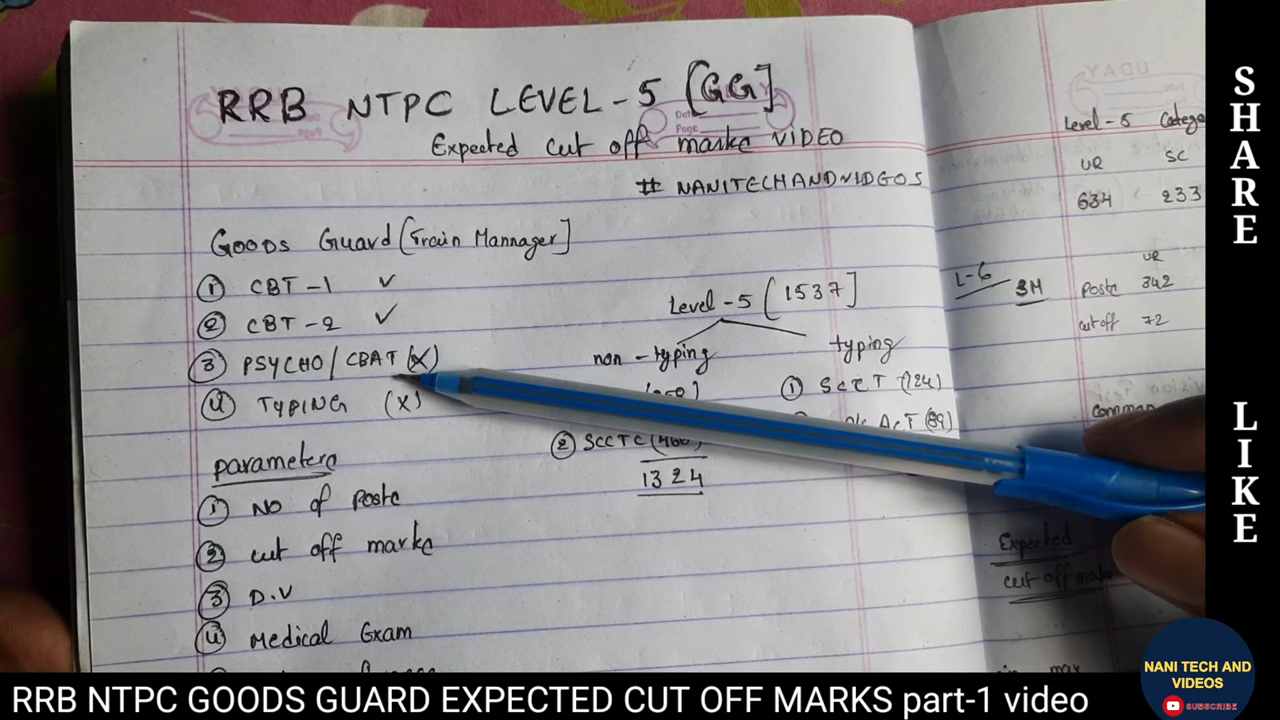 RRB NTPC LEVEL-5 [GG]
Expected cut off marks VIDEO
# NANITECHANDVIDEOS
Goods Guard [Train Mannager]
① CBT-1 ✓
② CBT-2 ✓
③ PSYCHO/CBAT (X)
④ TYPING (X)
Level-5 [1537]
non-typing
typing
① SCCT (124)
② SCCTC (460)
AcT (89)
1324
parameters
① NO of Posts
② cut off marks
③ D.V
④ Medical Exam
Level-5
UR SC
634 233
L-6 SM
UR
Posts 342
cut off 72
Expected
cut off
SHARE
LIKE
NANI TECH AND
VIDEOS
SUBSCRIBE
RRB NTPC GOODS GUARD EXPECTED CUT OFF MARKS part-1 video